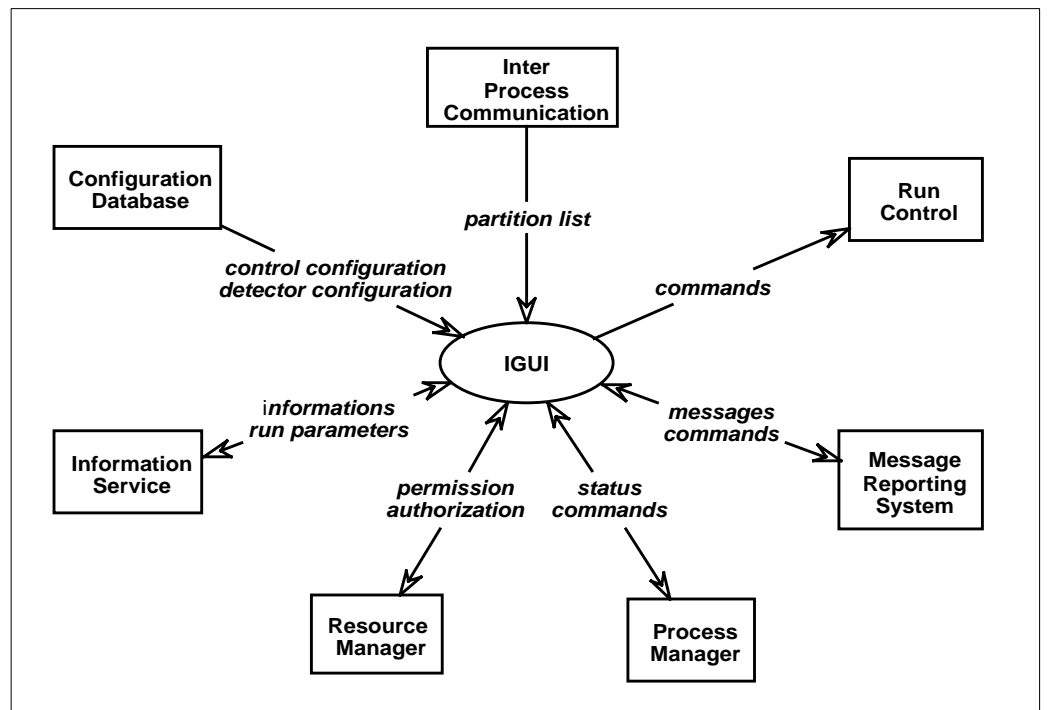 Inter
Process
Communication
Configuration
Database
Run
Control
partition list
control configuration
detector configuration
commands
IGUI
informations
run parameters
messages
commands
Information
Service
Message
Reporting
System
permission
authorization
status
commands
Resource
Manager
Process
Manager